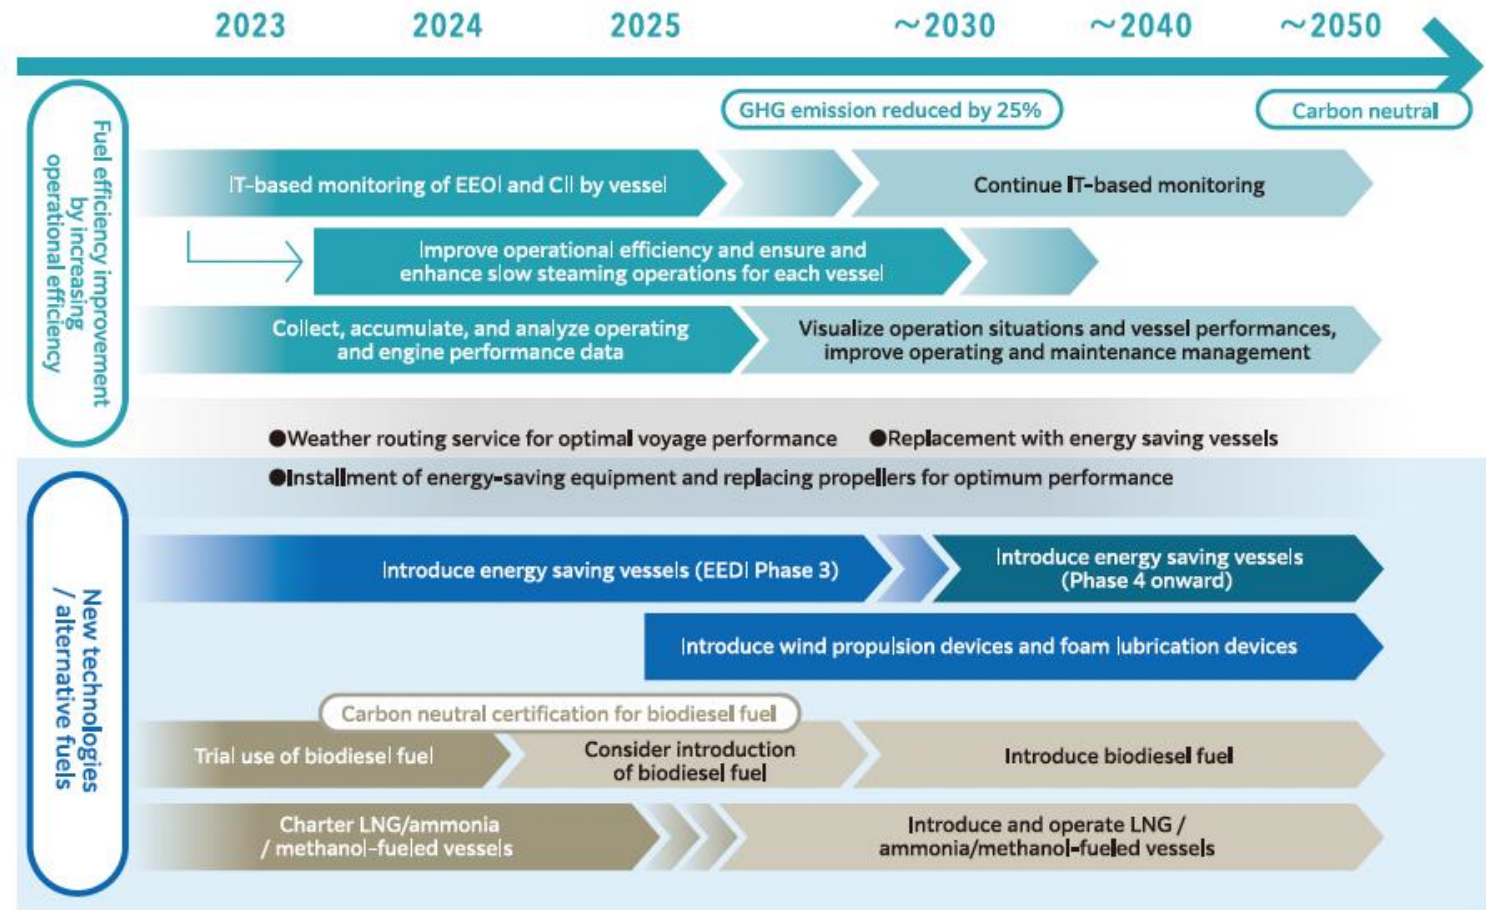 2023 2024 2025 ~2030 ~2040 ~2050
GHG emission reduced by 25% Carbon neutral
Fuel efficiency improvement
by increasing
operational efficiency
IT-based monitoring of EEOI and CII by vessel
Continue IT-based monitoring
Improve operational efficiency and ensure and
enhance slow steaming operations for each vessel
Collect, accumulate, and analyze operating
and engine performance data
Visualize operation situations and vessel performances,
improve operating and maintenance management
●Weather routing service for optimal voyage performance ●Replacement with energy saving vessels
●Installment of energy-saving equipment and replacing propellers for optimum performance
New technologies
/ alternative fuels
Introduce energy saving vessels (EEDI Phase 3)
Introduce energy saving vessels
(Phase 4 onward)
Introduce wind propulsion devices and foam lubrication devices
Carbon neutral certification for biodiesel fuel
Trial use of biodiesel fuel
Consider introduction
of biodiesel fuel
Introduce biodiesel fuel
Charter LNG/ammonia
/ methanol-fueled vessels
Introduce and operate LNG /
ammonia/methanol-fueled vessels